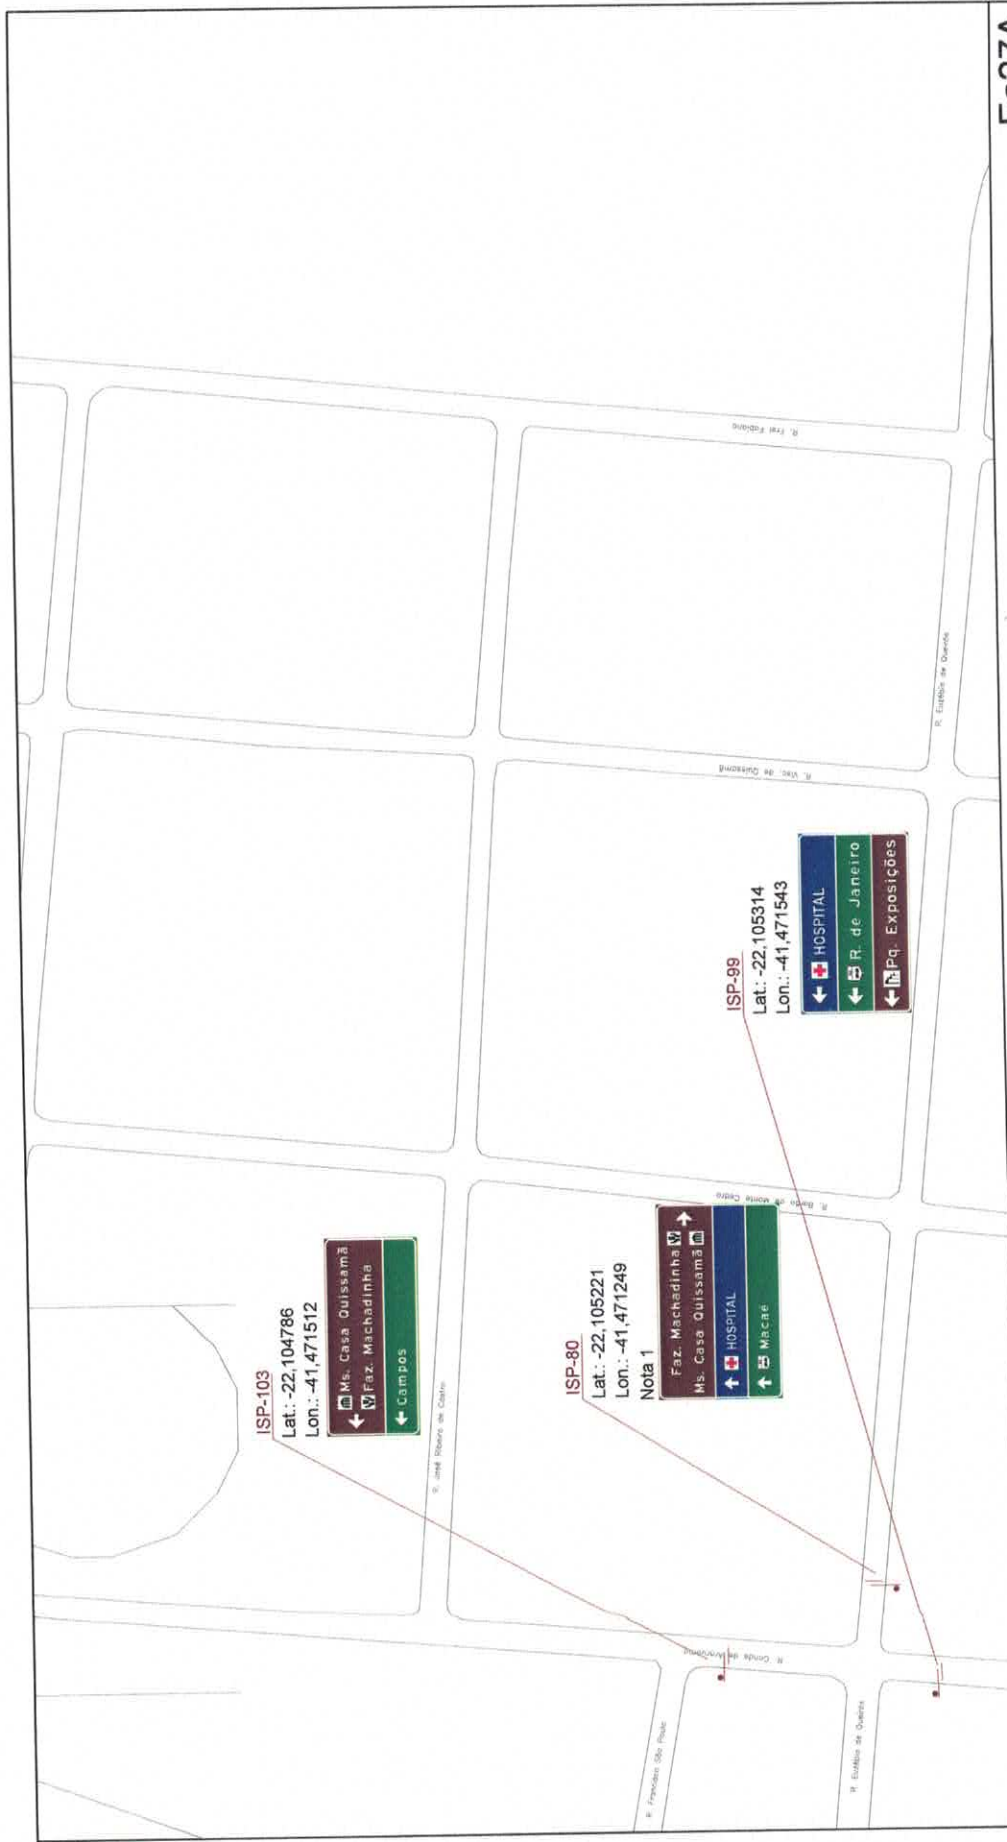 ISP-103
Lat.: -22,104786
Lon.: -41,471512
Ms. Casa Quissamã
Faz. Machadinha
Campos
ISP-80
Lat.: -22,105221
Lon.: -41,471249
Nota 1
Faz. Machadinha
Ms. Casa Quissamã
HOSPITAL
Macaé
ISP-99
Lat.: -22,105314
Lon.: -41,471543
HOSPITAL
R. de Janeiro
Pq. Exposições
R. Francisco São Paulo
R. Eusébio de Queirós
R. Conde de Araruama
R. José Ribeiro de Castro
R. Barão de Monte Cedro
R. Visc. de Quissamã
R. Eusébio de Queirós
R. Frei Fabiano